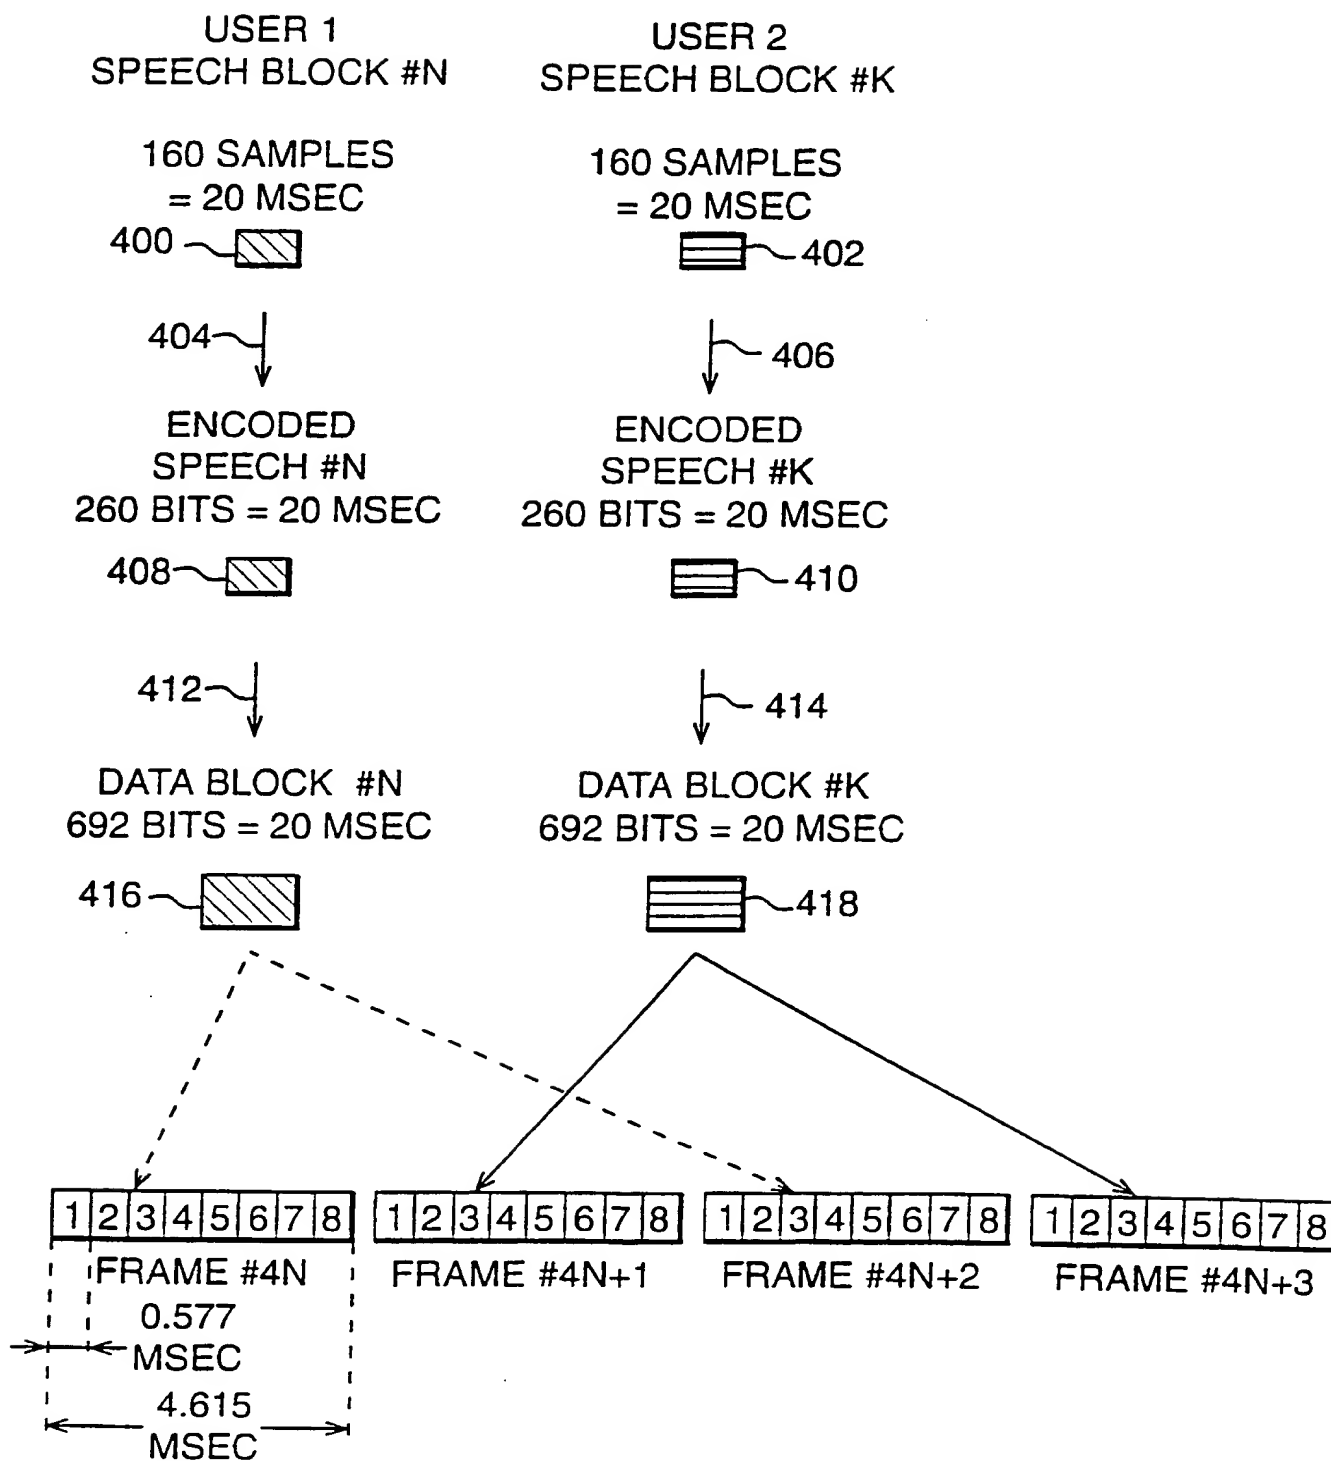 USER 1
SPEECH BLOCK #N
USER 2
SPEECH BLOCK #K
160 SAMPLES
= 20 MSEC
160 SAMPLES
= 20 MSEC
400
402
404
406
ENCODED
SPEECH #N
260 BITS = 20 MSEC
ENCODED
SPEECH #K
260 BITS = 20 MSEC
408
410
412
414
DATA BLOCK #N
692 BITS = 20 MSEC
DATA BLOCK #K
692 BITS = 20 MSEC
416
418
1 2 3 4 5 6 7 8
1 2 3 4 5 6 7 8
1 2 3 4 5 6 7 8
1 2 3 4 5 6 7 8
FRAME #4N
FRAME #4N+1
FRAME #4N+2
FRAME #4N+3
0.577
MSEC
4.615
MSEC